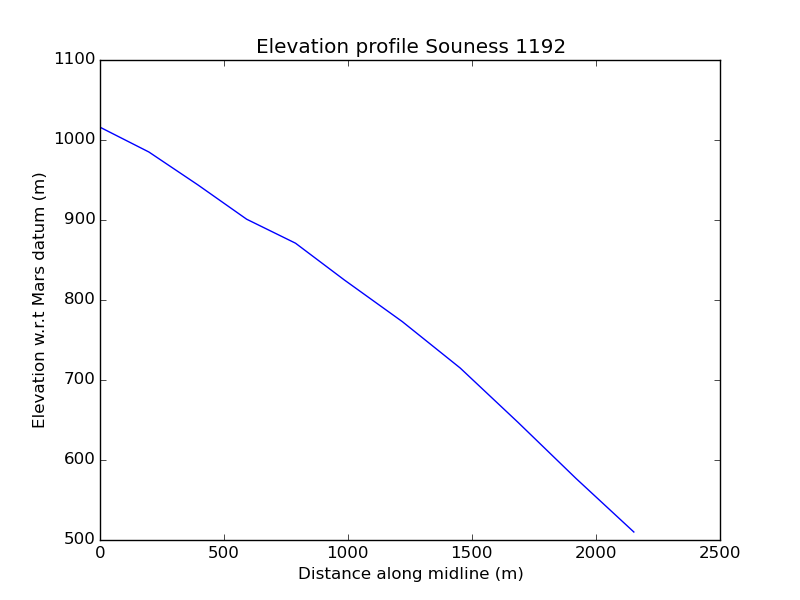 Elevation profile Souness 1192
Elevation w.r.t Mars datum (m)
1100
1000
900
800
700
600
500
0 500 1000 1500 2000 2500
Distance along midline (m)